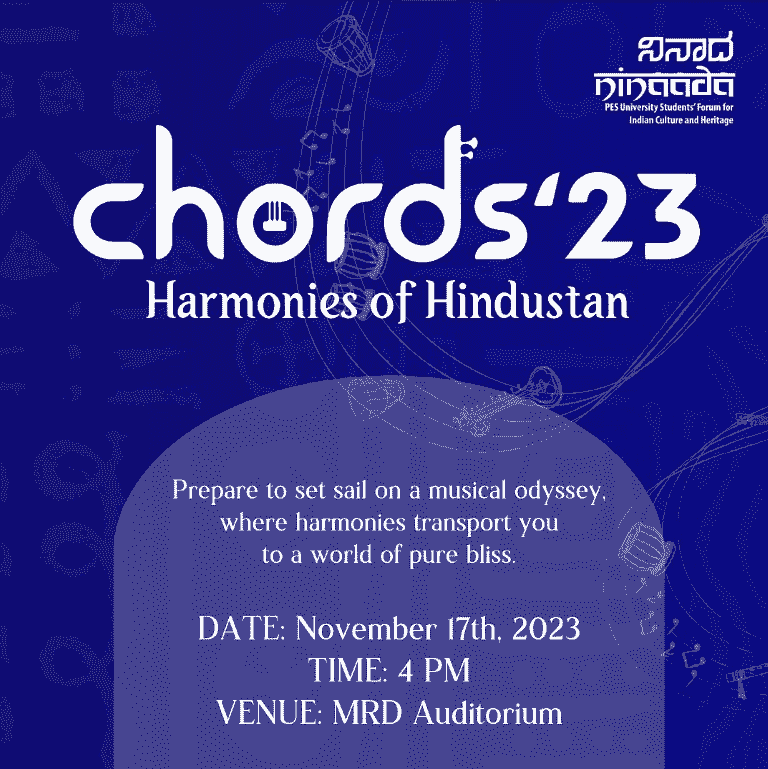 ನಿನಾದ
ninaada
PES University Students' Forum for
Indian Culture and Heritage
chords'23
Harmonies of Hindustan
Prepare to set sail on a musical odyssey,
where harmonies transport you
to a world of pure bliss.
DATE: November 17th, 2023
TIME: 4 PM
VENUE: MRD Auditorium